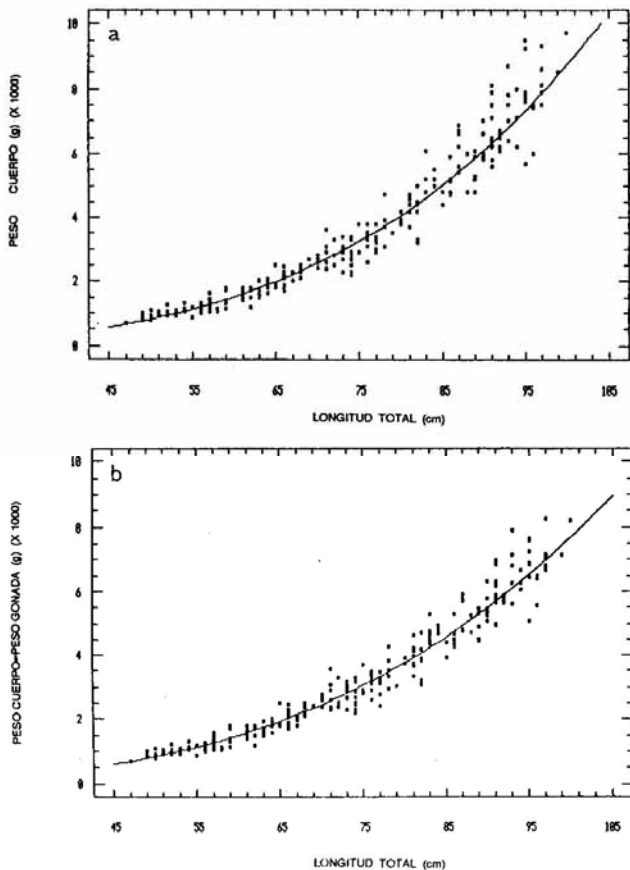 a
PESO CUERPO (g) (X 1000)
10
8
6
4
2
0
45 55 65 75 85 95 105
LONGITUD TOTAL (cm)
b
PESO CUERPO-PESO GONADA (g) (X 1000)
10
8
6
4
2
0
45 55 65 75 85 95 105
LONGITUD TOTAL (cm)